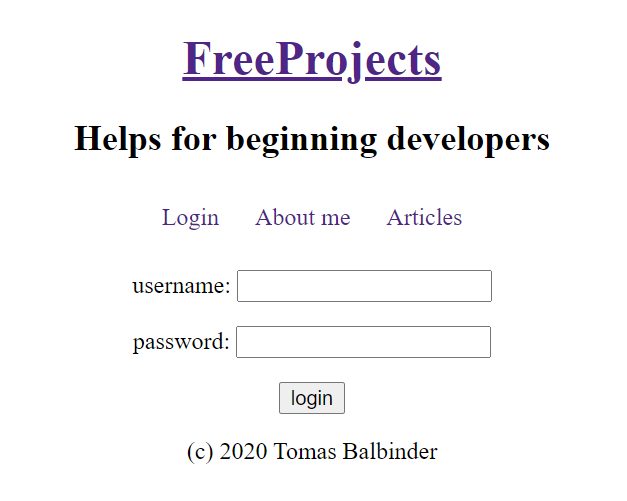 FreeProjects
Helps for beginning developers
Login About me Articles
username:
password:
login
(c) 2020 Tomas Balbinder